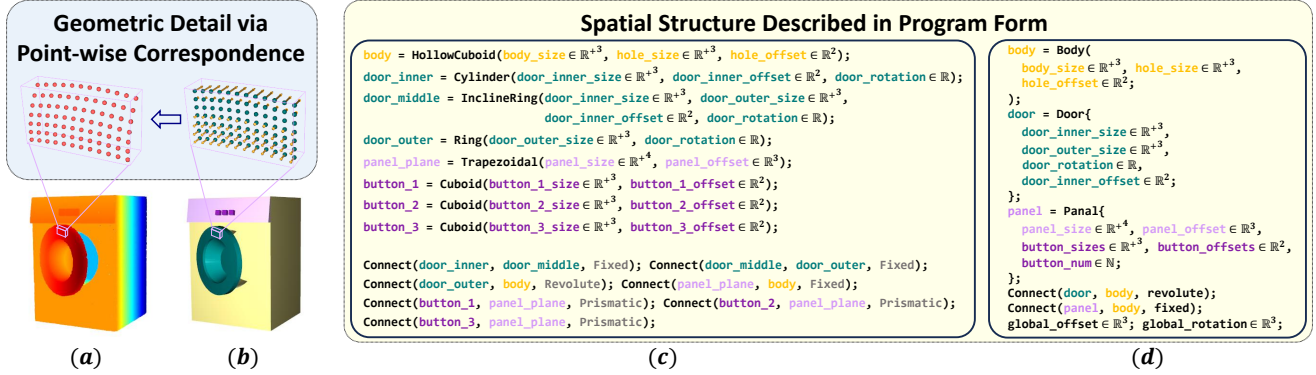 Geometric Detail via
Point-wise Correspondence
Spatial Structure Described in Program Form
body = HollowCuboid(body_size∈ℝ⁺³, hole_size∈ℝ⁺³, hole_offset∈ℝ²);
door_inner = Cylinder(door_inner_size∈ℝ⁺³, door_inner_offset∈ℝ², door_rotation∈ℝ);
door_middle = InclineRing(door_inner_size∈ℝ⁺³, door_outer_size∈ℝ⁺³,
door_inner_offset∈ℝ², door_rotation∈ℝ);
door_outer = Ring(door_outer_size∈ℝ⁺³, door_rotation∈ℝ);
panel_plane = Trapezoidal(panel_size∈ℝ⁺⁴, panel_offset∈ℝ³);
button_1 = Cuboid(button_1_size∈ℝ⁺³, button_1_offset∈ℝ²);
button_2 = Cuboid(button_2_size∈ℝ⁺³, button_2_offset∈ℝ²);
button_3 = Cuboid(button_3_size∈ℝ⁺³, button_3_offset∈ℝ²);
Connect(door_inner, door_middle, Fixed); Connect(door_middle, door_outer, Fixed);
Connect(door_outer, body, Revolute); Connect(panel_plane, body, Fixed);
Connect(button_1, panel_plane, Prismatic); Connect(button_2, panel_plane, Prismatic);
Connect(button_3, panel_plane, Prismatic);
body = Body(
body_size∈ℝ⁺³, hole_size∈ℝ⁺³,
hole_offset∈ℝ²;
);
door = Door{
door_inner_size∈ℝ⁺³,
door_outer_size∈ℝ⁺³,
door_rotation∈ℝ,
door_inner_offset∈ℝ²;
};
panel = Panal{
panel_size∈ℝ⁺⁴, panel_offset∈ℝ³,
button_sizes∈ℝ⁺³, button_offsets∈ℝ²,
button_num∈ℕ;
};
Connect(door, body, revolute);
Connect(panel, body, fixed);
global_offset∈ℝ³; global_rotation∈ℝ³;
(a)
(b)
(c)
(d)